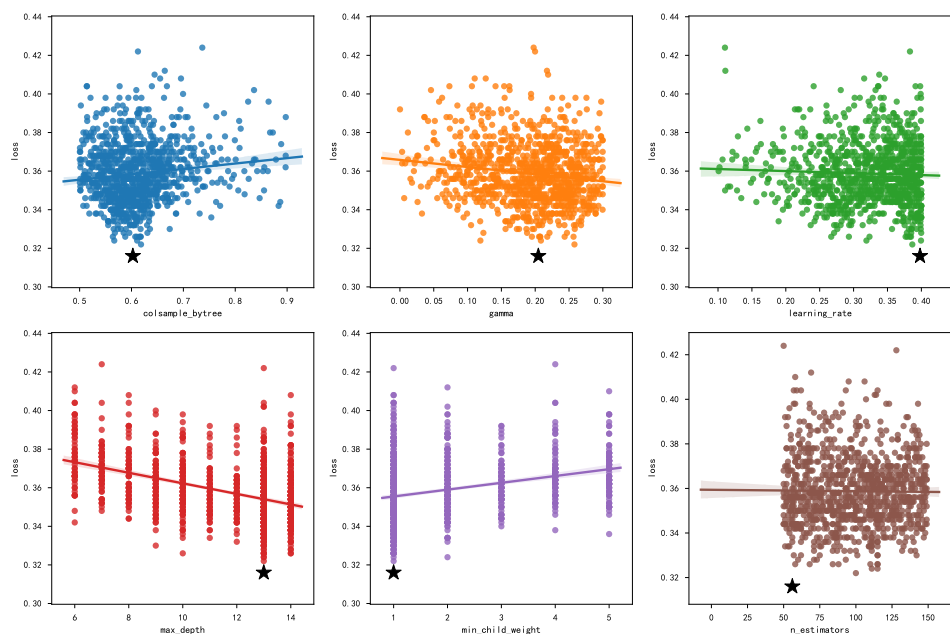 0.44
0.42
0.40
0.38
0.36
0.34
0.32
0.30
loss
0.5 0.6 0.7 0.8 0.9
colsample_bytree
0.44
0.42
0.40
0.38
0.36
0.34
0.32
0.30
loss
0.00 0.05 0.10 0.15 0.20 0.25 0.30
gamma
0.44
0.42
0.40
0.38
0.36
0.34
0.32
0.30
loss
0.10 0.15 0.20 0.25 0.30 0.35 0.40
learning_rate
0.44
0.42
0.40
0.38
0.36
0.34
0.32
0.30
loss
6 7 8 9 10 11 12 13 14
max_depth
0.44
0.42
0.40
0.38
0.36
0.34
0.32
0.30
loss
1 2 3 4 5
min_child_weight
0.42
0.40
0.38
0.36
0.34
0.32
loss
0 25 50 75 100 125 150
n_estimators